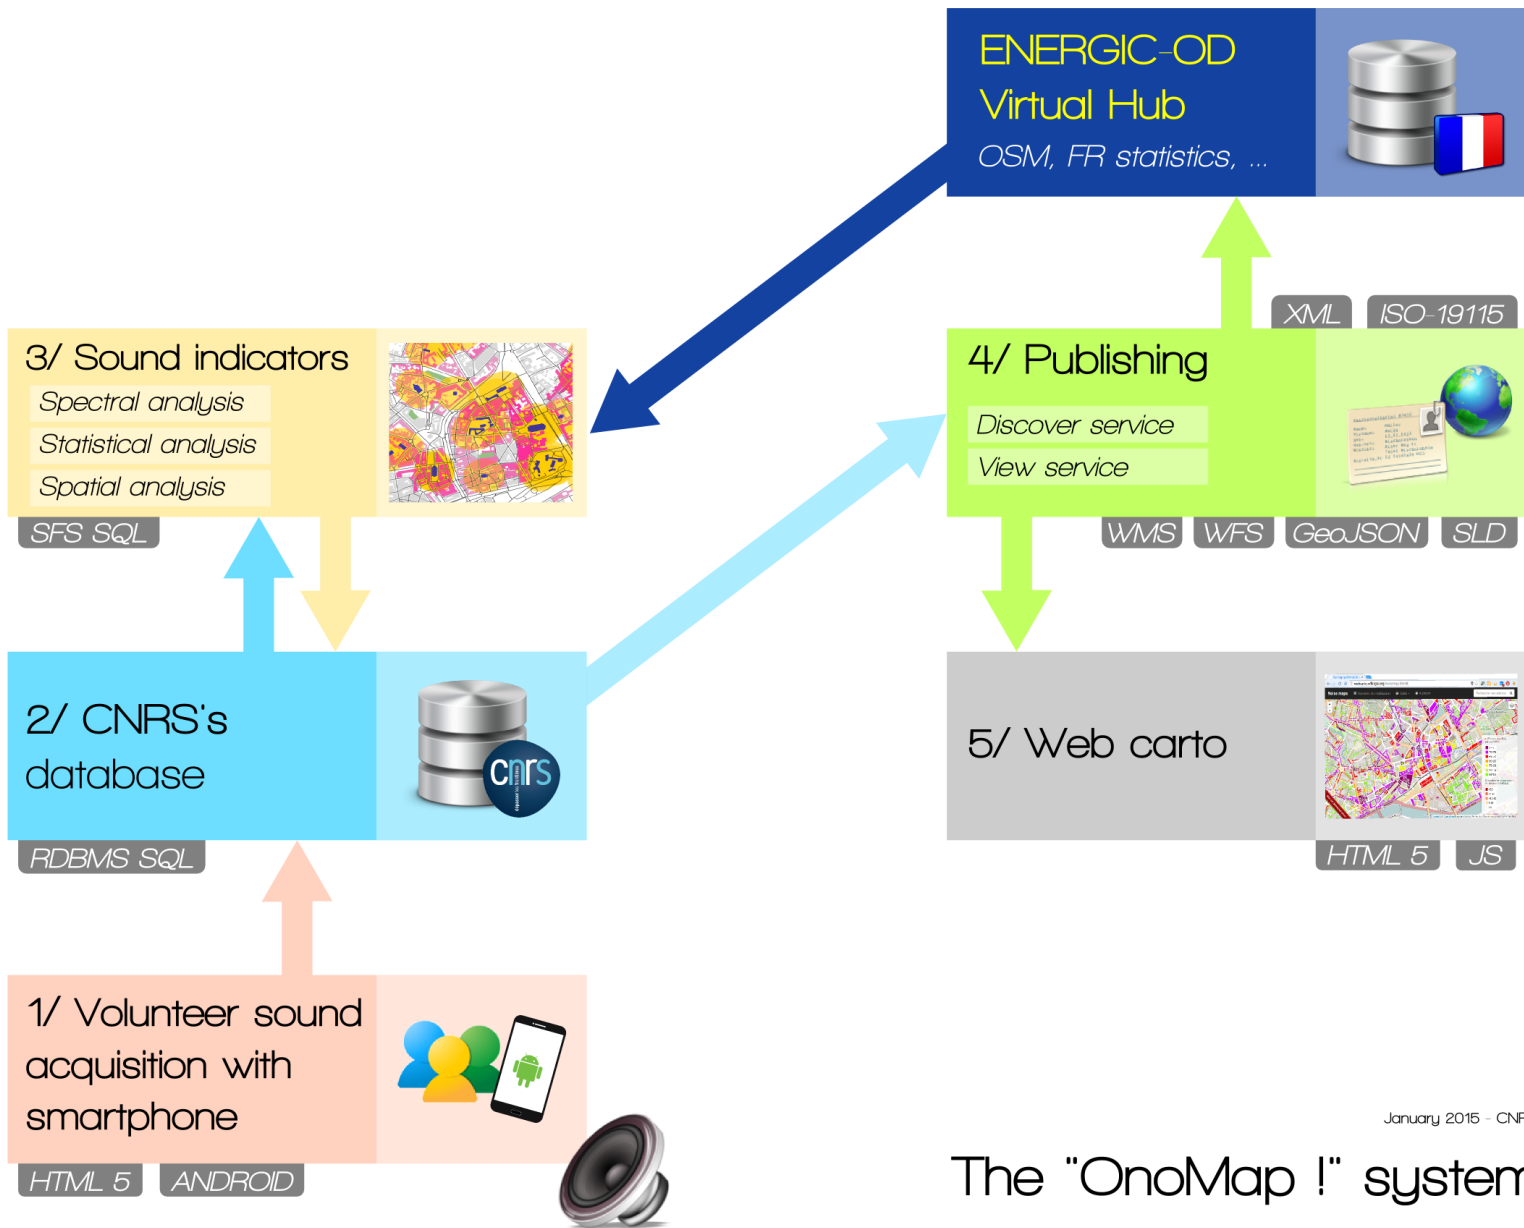 ENERGIC-OD
Virtual Hub
OSM, FR statistics, ...
3/ Sound indicators
Spectral analysis
Statistical analysis
Spatial analysis
SFS SQL
XML ISO-19115
4/ Publishing
Discover service
View service
WMS WFS GeoJSON SLD
2/ CNRS's
database
cnrs
RDBMS SQL
5/ Web carto
HTML 5 JS
1/ Volunteer sound
acquisition with
smartphone
HTML 5 ANDROID
January 2015 - CNR
The "OnoMap !" system